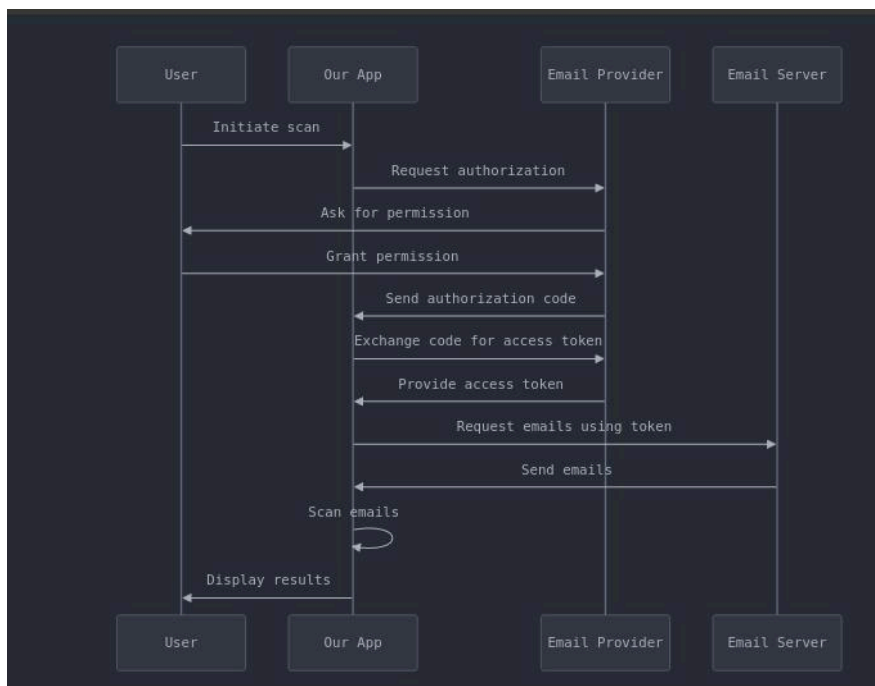 User
Our App
Email Provider
Email Server
Initiate scan
Request authorization
Ask for permission
Grant permission
Send authorization code
Exchange code for access token
Provide access token
Request emails using token
Send emails
Scan emails
Display results
User
Our App
Email Provider
Email Server